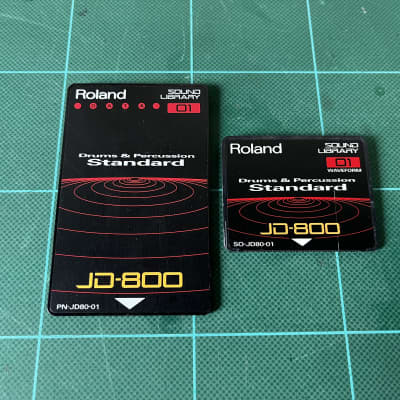 Roland
SOUND
LIBRARY
01
Drums & Percussion
Standard
JD-800
PN-JD80-01
Roland
SOUND
LIBRARY
01
WAVEFORM
Drums & Percussion
Standard
JD-800
SO-JD80-01